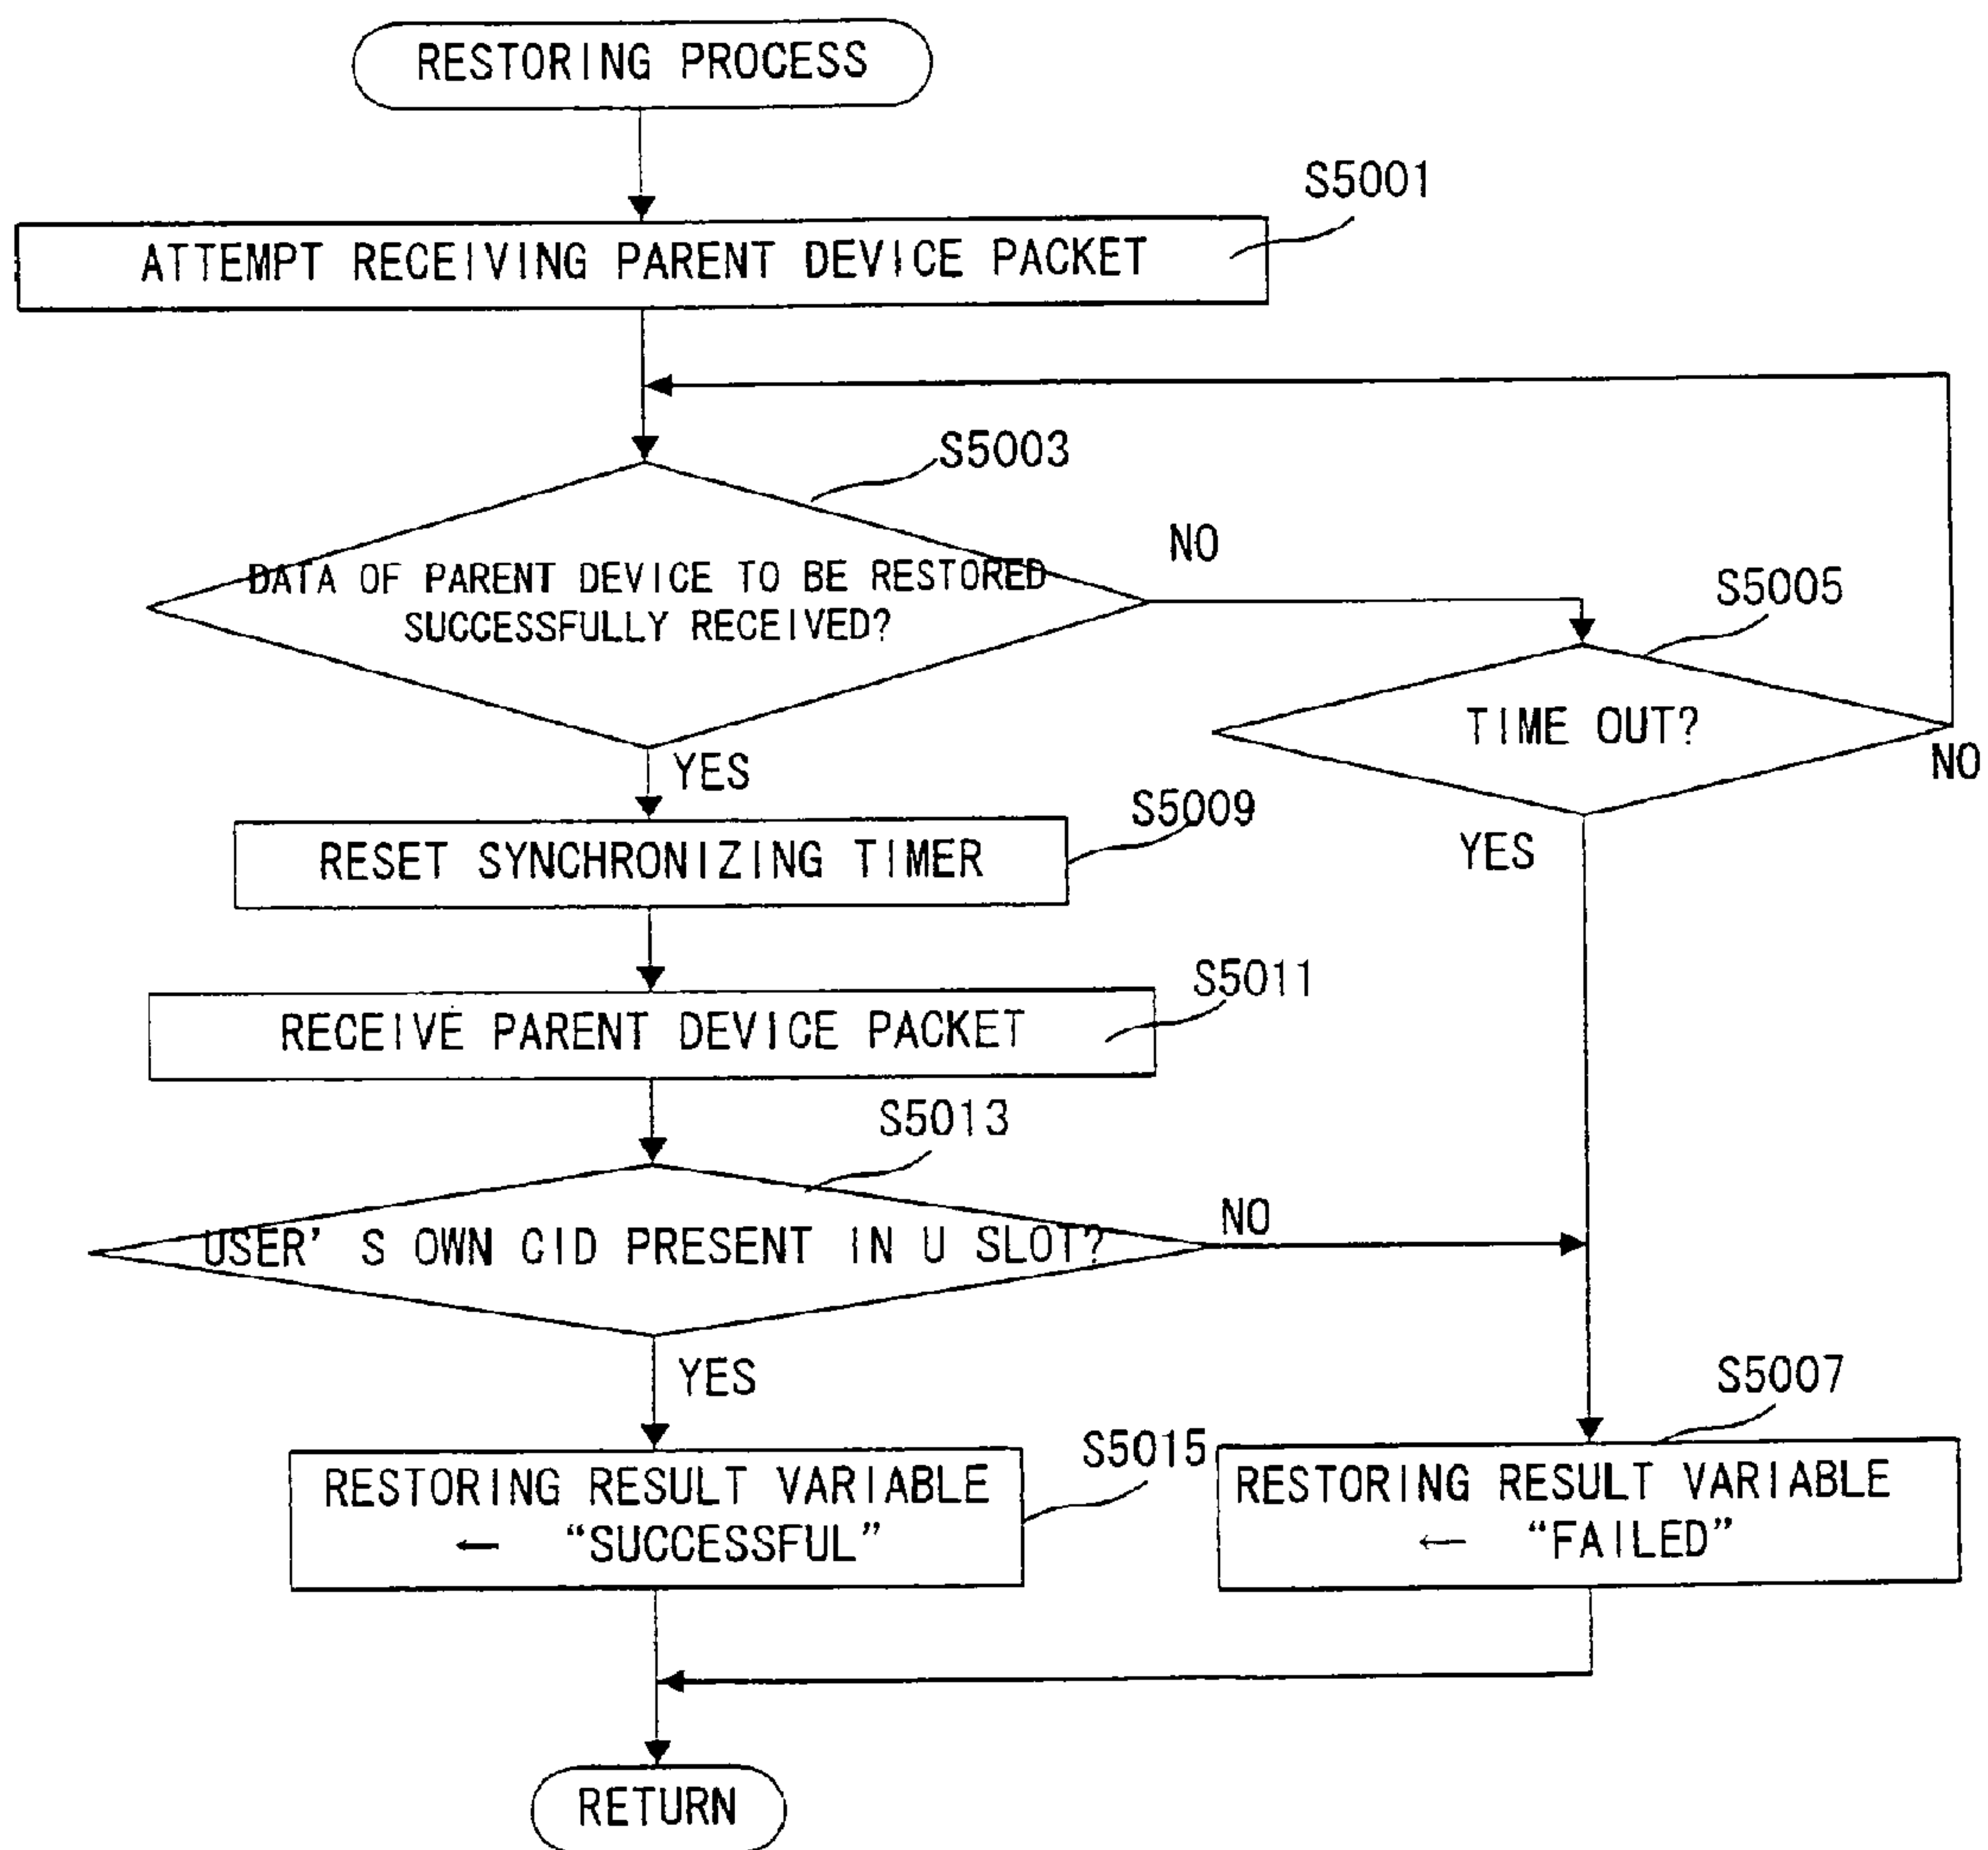 RESTORING PROCESS
S5001
ATTEMPT RECEIVING PARENT DEVICE PACKET
S5003
DATA OF PARENT DEVICE TO BE RESTORED
SUCCESSFULLY RECEIVED?
NO
S5005
TIME OUT?
NO
YES
YES
S5009
RESET SYNCHRONIZING TIMER
S5011
RECEIVE PARENT DEVICE PACKET
S5013
USER' S OWN CID PRESENT IN U SLOT?
NO
YES
S5015
RESTORING RESULT VARIABLE
← “SUCCESSFUL”
S5007
RESTORING RESULT VARIABLE
← “FAILED”
RETURN